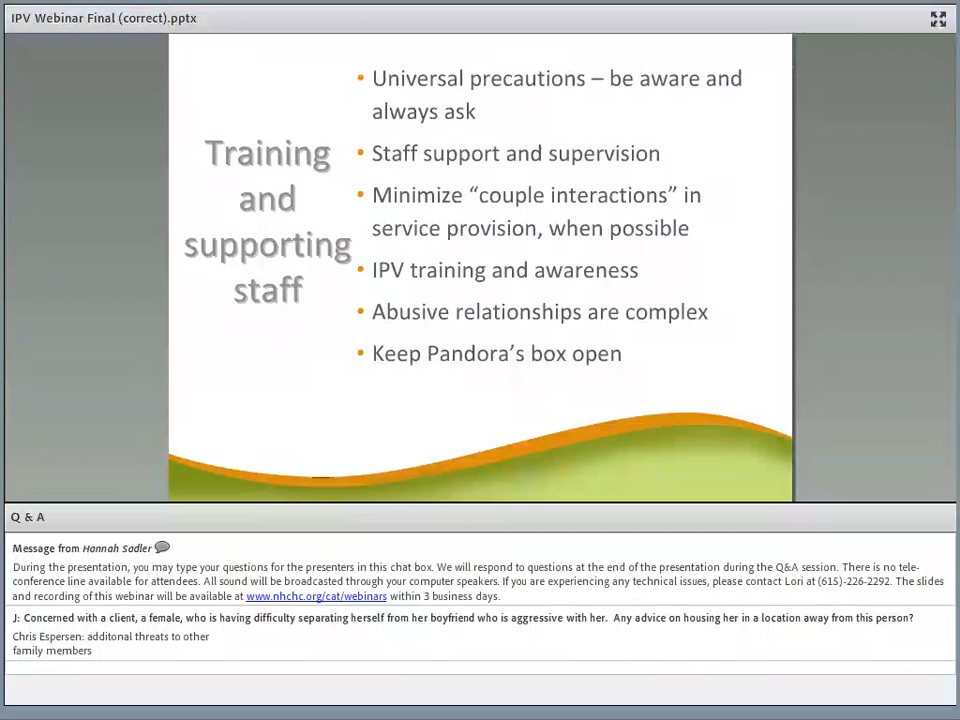 IPV Webinar Final (correct).pptx
Training
and
supporting
staff
• Universal precautions – be aware and
always ask
• Staff support and supervision
• Minimize “couple interactions” in
service provision, when possible
• IPV training and awareness
• Abusive relationships are complex
• Keep Pandora’s box open
Q & A
Message from Hannah Sadler
During the presentation, you may type your questions for the presenters in this chat box. We will respond to questions at the end of the presentation during the Q&A session. There is no tele-
conference line available for attendees. All sound will be broadcasted through your computer speakers. If you are experiencing any technical issues, please contact Lori at (615)-226-2292. The slides
and recording of this webinar will be available at www.nhchc.org/cat/webinars within 3 business days.
J: Concerned with a client, a female, who is having difficulty separating herself from her boyfriend who is aggressive with her. Any advice on housing her in a location away from this person?
Chris Espersen: additonal threats to other
family members